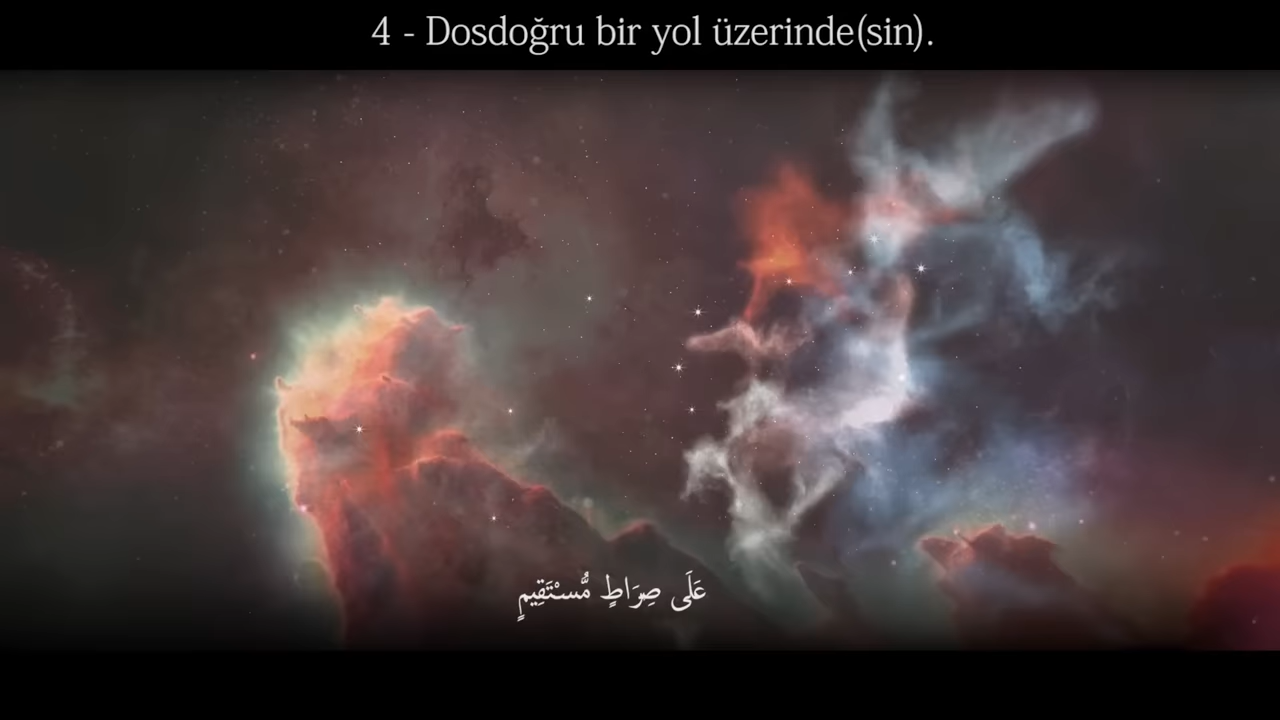 4 - Dosdoğru bir yol üzerinde(sin).
عَلَى صِرَاطٍ مُّسْتَقِيمٍ